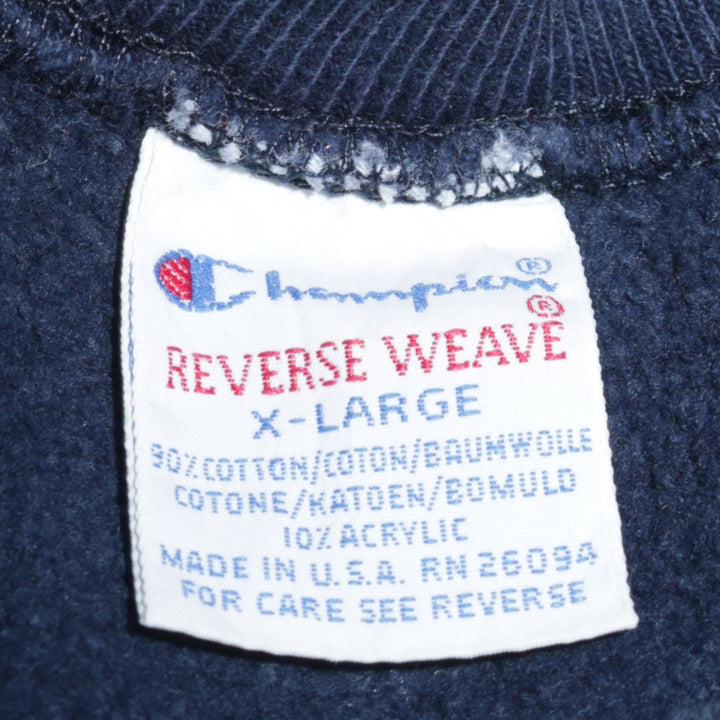 Champion®
REVERSE WEAVE®
X-LARGE
90% COTTON/COTON/BAUMWOLLE
COTONE/KATOEN/BOMULD
10% ACRYLIC
MADE IN U.S.A. RN 26094
FOR CARE SEE REVERSE